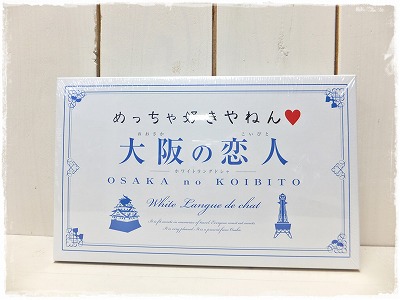 めっちゃ好きやねん♥
おおさか こいびと
大阪の恋人
ホワイトラングドシャ
OSAKA no KOIBITO
White Langue de chat